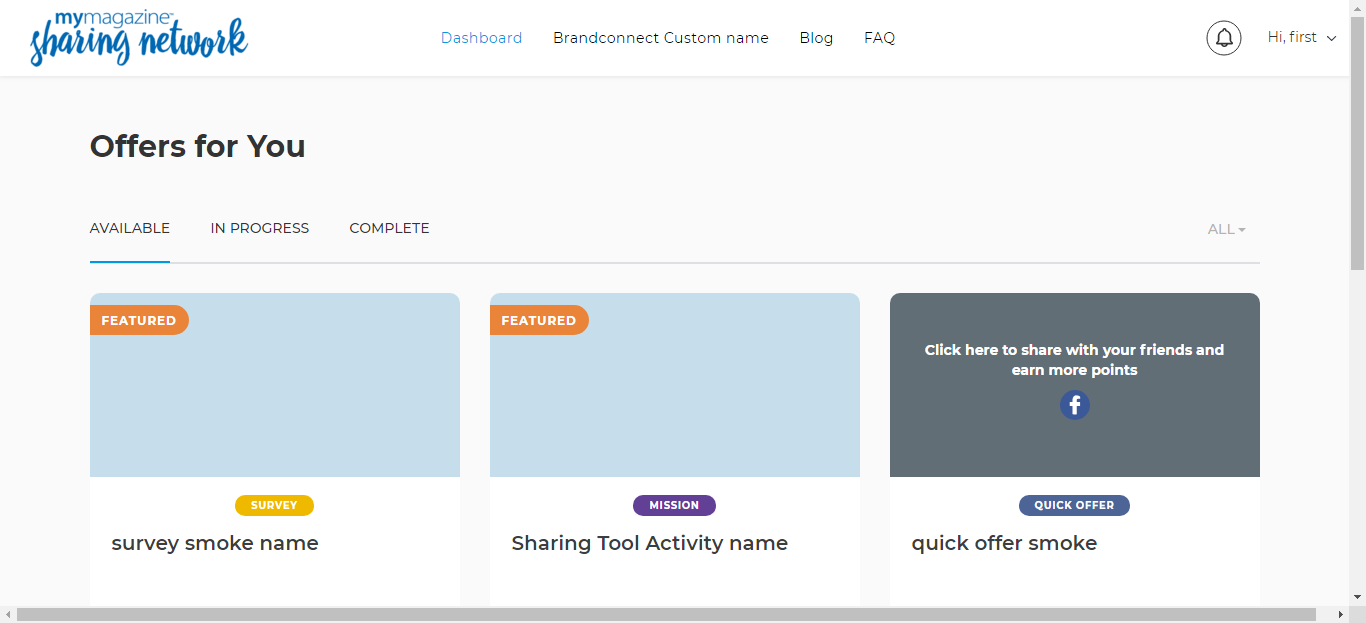 mymagazine™
sharing network
Dashboard Brandconnect Custom name Blog FAQ Hi, first
Offers for You
AVAILABLE IN PROGRESS COMPLETE ALL
FEATURED FEATURED
Click here to share with your friends and
earn more points
SURVEY MISSION QUICK OFFER
survey smoke name Sharing Tool Activity name quick offer smoke